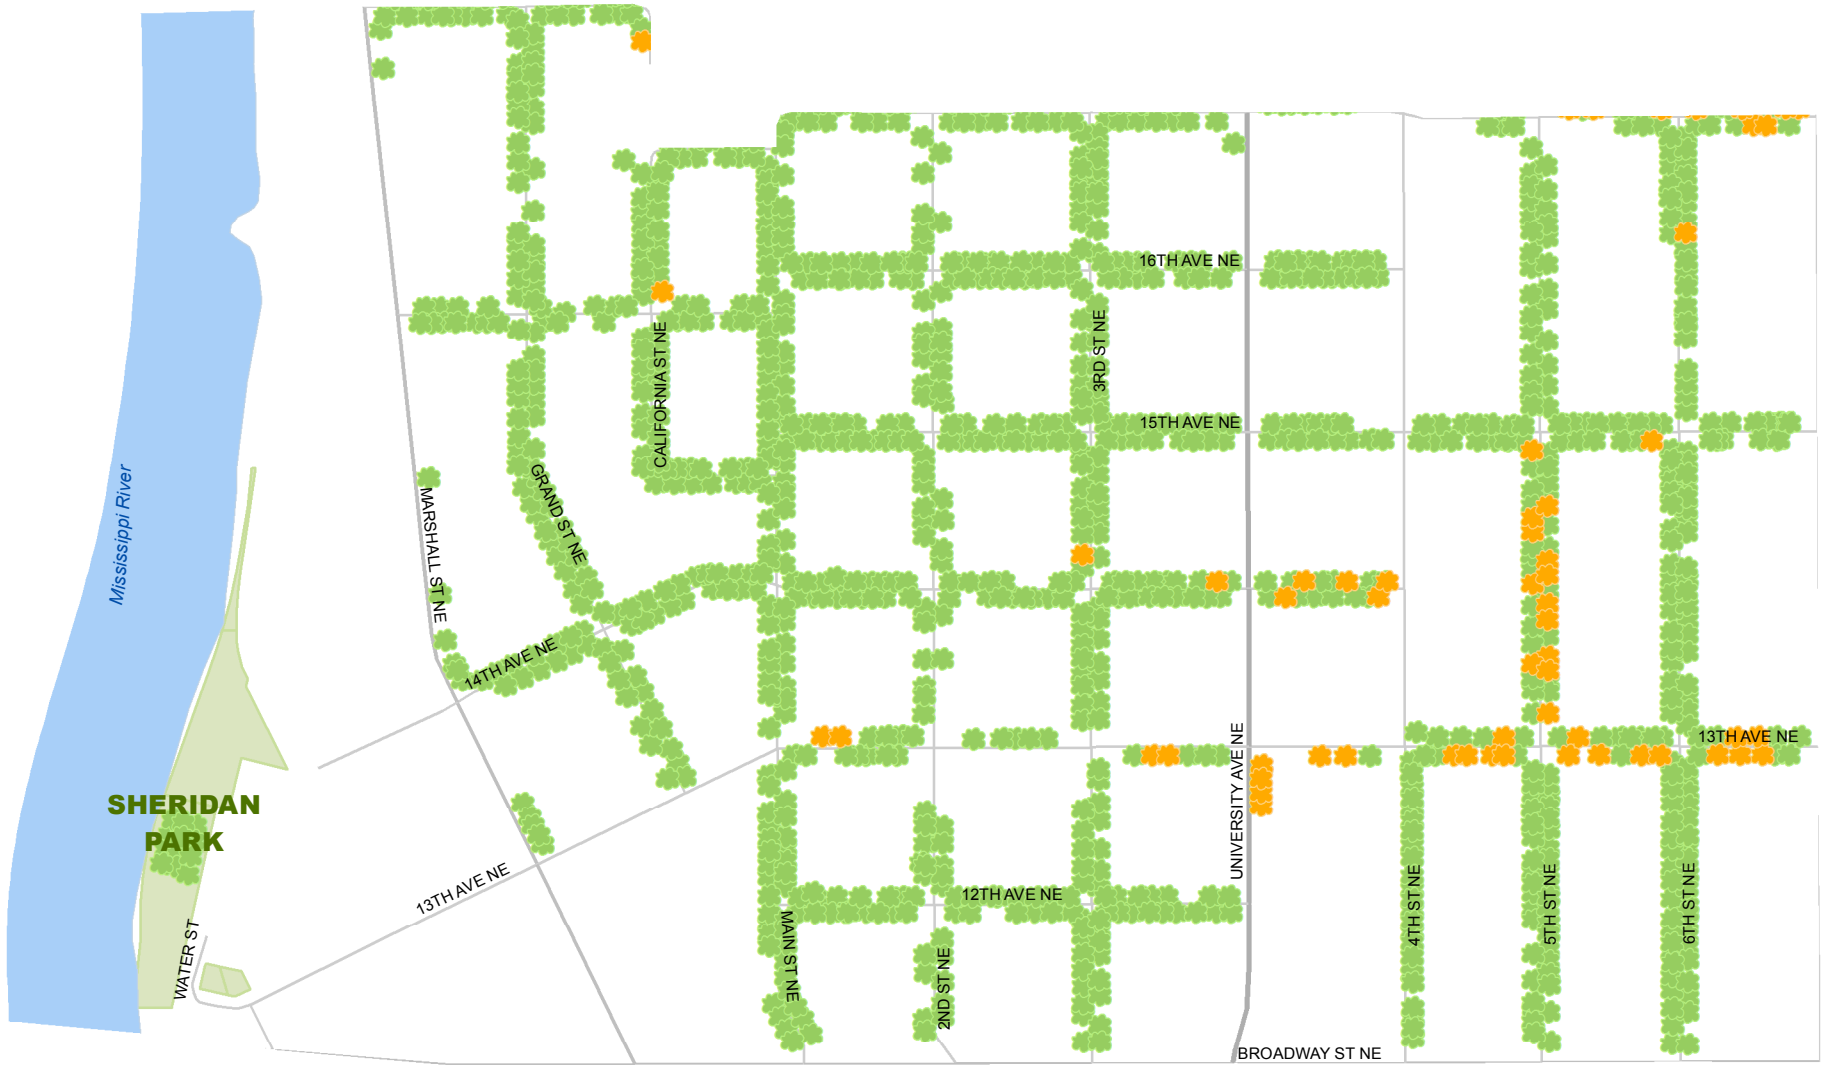 16TH AVE NE
3RD ST NE
CALIFORNIA ST NE
15TH AVE NE
Mississippi River
GRAND ST NE
MARSHALL ST NE
14TH AVE NE
UNIVERSITY AVE NE
13TH AVE NE
SHERIDAN
PARK
13TH AVE NE
12TH AVE NE
4TH ST NE
5TH ST NE
6TH ST NE
WATER ST
MAIN ST NE
2ND ST NE
BROADWAY ST NE